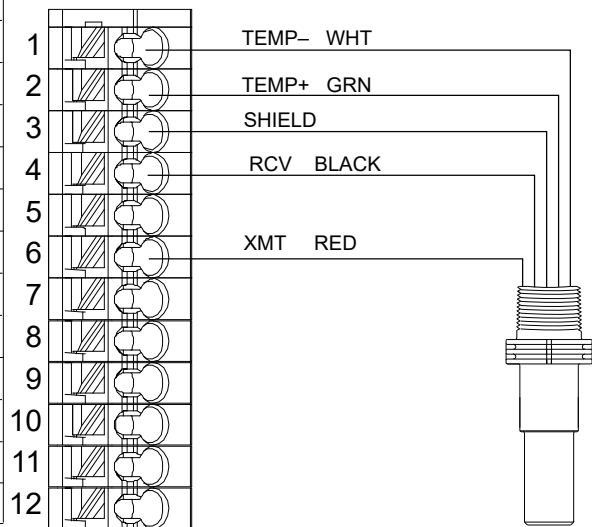 1 TEMP– WHT
2 TEMP+ GRN
3 SHIELD
4 RCV BLACK
5
6 XMT RED
7
8
9
10
11
12